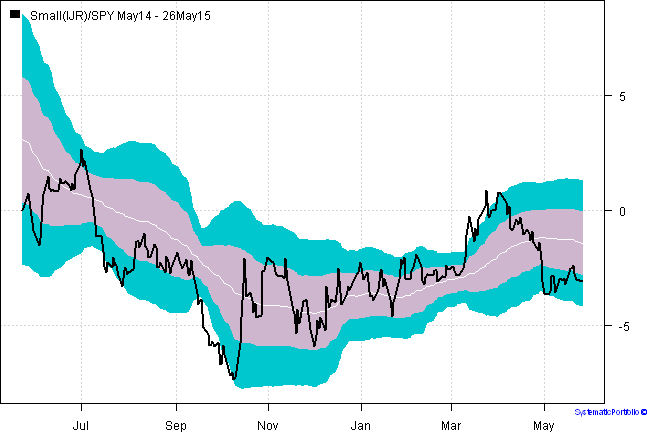 Small(IJR)/SPY May14 - 26May15
5
0
-5
Jul Sep Nov Jan Mar May
SystematicPortfolio ©